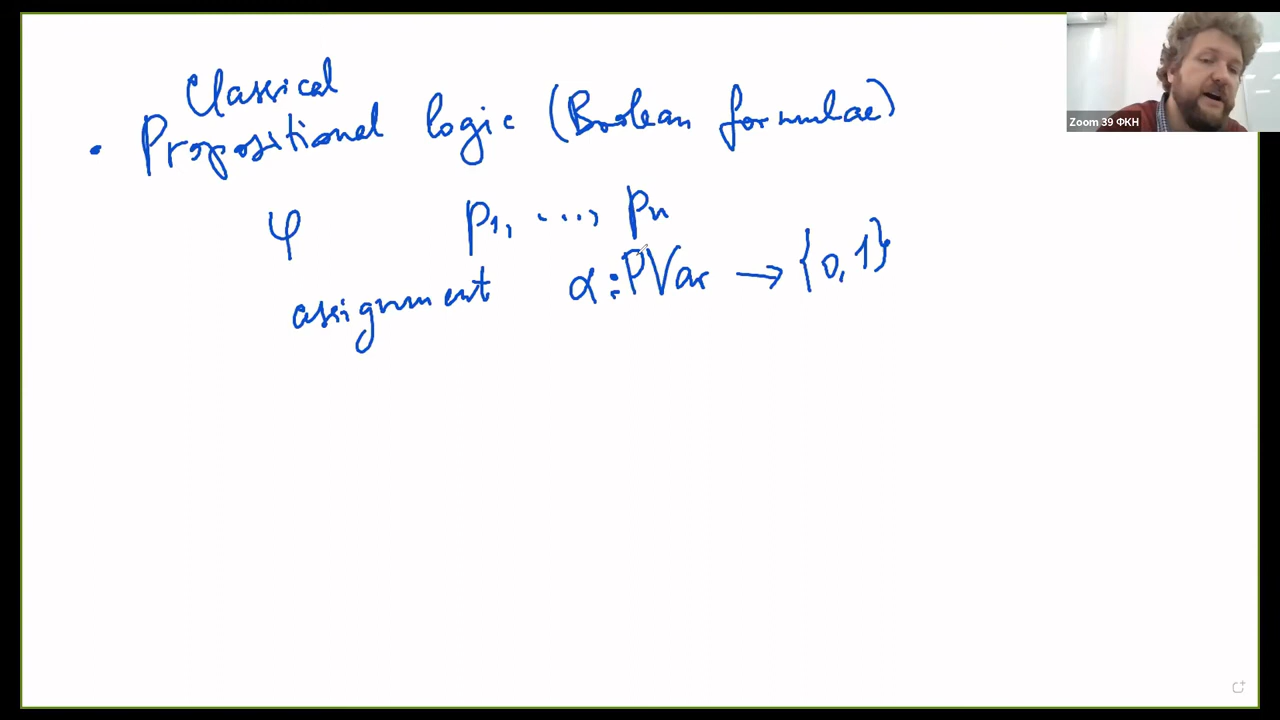 Classical
• Propositional logic (Boolean formulae)
φ p₁, ..., pₙ
assignment α : PVar → {0,1}
Zoom 39 ФКН